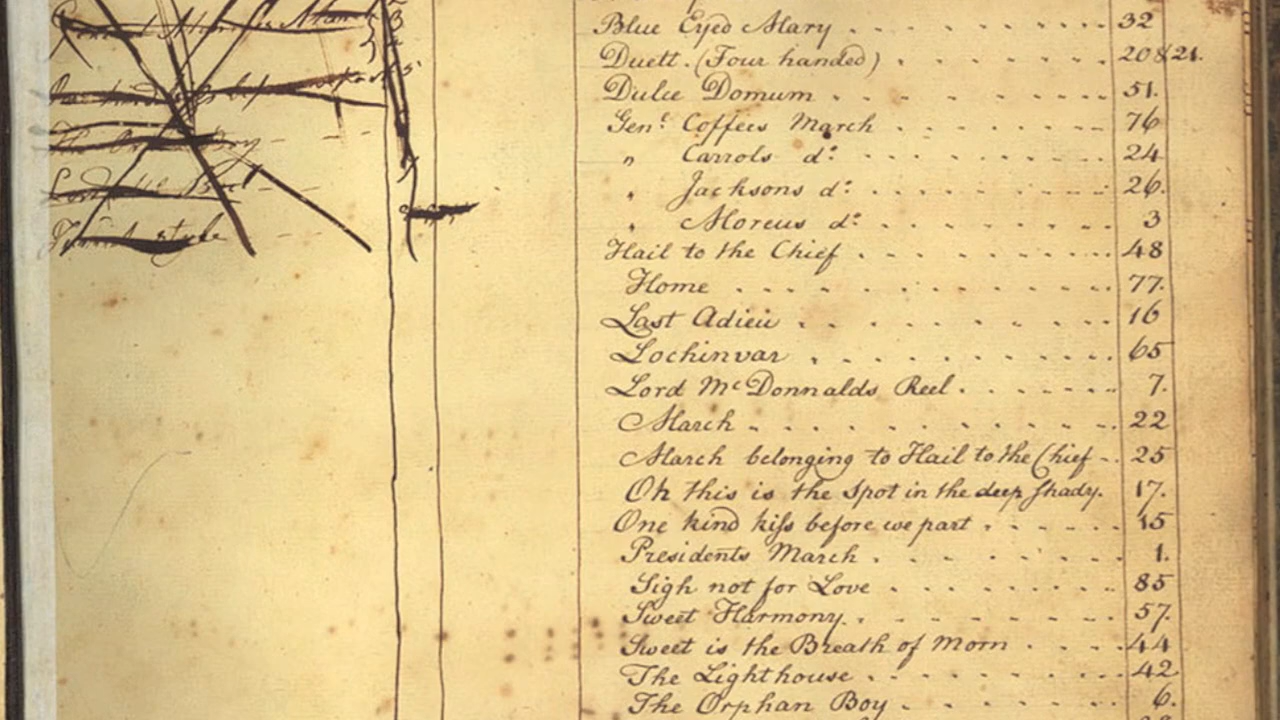 Blue Eyed Mary . . . . . . . . . 32
Duett. (Four handed) . . . . . . . . 20 & 21.
Dulce Domum . . . . . . . . . 51.
Genl Coffees March . . . . . . . . 76
" Carrols do: . . . . . . . . . 24
" Jacksons do: . . . . . . . . . 26.
" Moreus do: . . . . . . . . . 3
Hail to the Chief . . . . . . . . . 48
Home . . . . . . . . . . . 77.
Last Adieu . . . . . . . . . 16
Lochinvar . . . . . . . . . 65
Lord McDonnalds Reel . . . . . . . 7.
March . . . . . . . . . . . 22
March belonging to Hail to the Chief - . 25
Oh this is the Spot in the deep Shady. 17.
One kind kiss before we part . . . . . 15
Presidents March . . . . . . . . 1.
Sigh not for Love . . . . . . . . 85
Sweet Harmony . . . . . . . . . 57.
Sweet is the Breath of Morn . . . . 44
The Lighthouse . . . . . . . . . 42
The Orphan Boy . . . . . . . . 6.